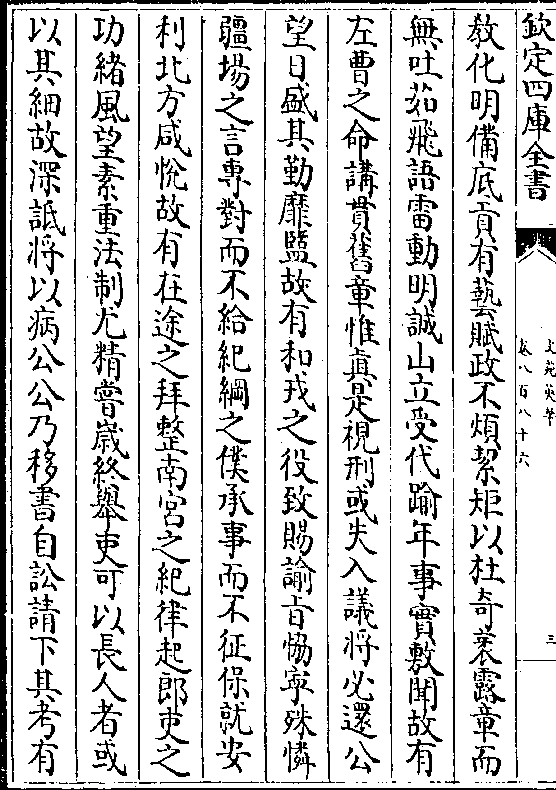 欽定四庫全書
文苑英華
卷八百八十六
三
教化明備底貢有藝賦政不煩絜矩以杜奇衺露章而
無吐茹飛語雷動明誠山立受代踰年事實敷聞故有
左曹之命講貫舊章惟真是視刑或失入議將必還公
望日盛其勤靡盬故有和戎之役致賜諭旨恊寧殊憐
疆場之言專對而不給紀綱之僕承事而不征保就安
利北方咸悅故有在途之拜整南宮之紀律起郎吏之
功緒風望素重法制尤精嘗嵗終舉吏可以長人者或
以其細故深詆将以病公公乃移書自訟請下其考有